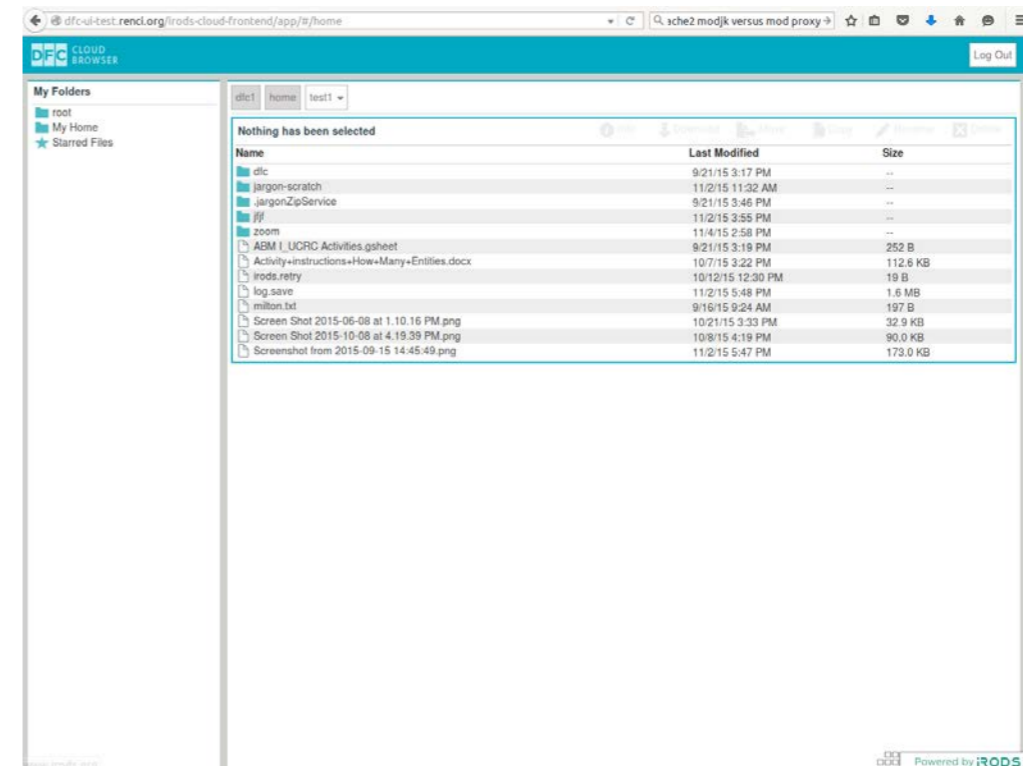 dfc-ui-test.renci.org/irods-cloud-frontend/app/#/home
ache2 modjk versus mod proxy
DFC CLOUD BROWSER
Log Out
My Folders
root
My Home
Starred Files
dfc1 home test1
Nothing has been selected
Info Download Move Copy Rename Delete
Name Last Modified Size
dfc 9/21/15 3:17 PM --
jargon-scratch 11/2/15 11:32 AM --
.jargonZipService 9/21/15 3:46 PM --
jfjf 11/2/15 3:55 PM --
zoom 11/4/15 2:58 PM --
ABM I_UCRC Activities.gsheet 9/21/15 3:19 PM 252 B
Activity+instructions+How+Many+Entities.docx 10/7/15 3:22 PM 112.6 KB
irods.retry 10/12/15 12:30 PM 19 B
log.save 11/2/15 5:48 PM 1.6 MB
milton.txt 9/16/15 9:24 AM 197 B
Screen Shot 2015-06-08 at 1.10.16 PM.png 10/21/15 3:33 PM 32.9 KB
Screen Shot 2015-10-08 at 4.19.39 PM.png 10/8/15 4:19 PM 90.0 KB
Screenshot from 2015-09-15 14:45:49.png 11/2/15 5:47 PM 173.0 KB
Powered by iRODS